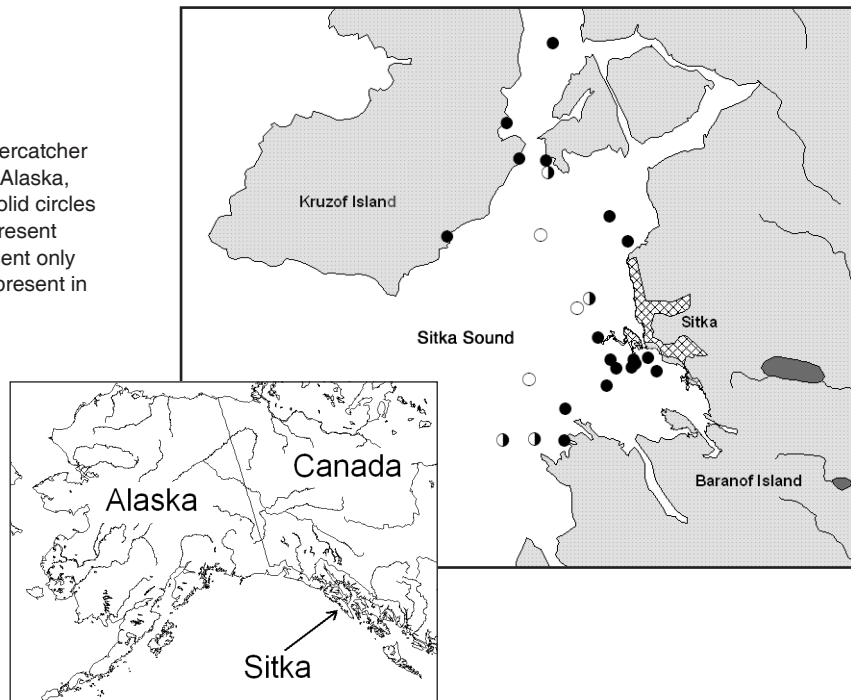 ercatcher
Alaska,
olid circles
resent
ent only
present in
Kruzof Island
Sitka Sound
Sitka
Baranof Island
Canada
Alaska
Sitka